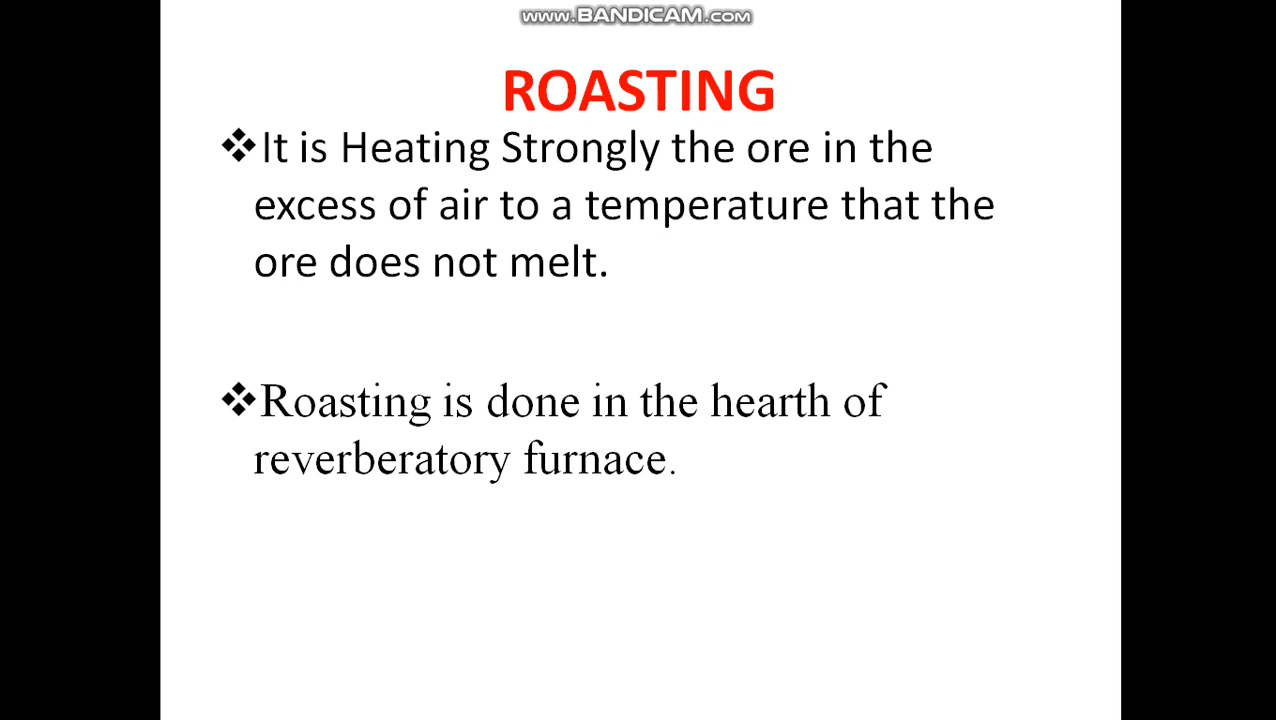 www.BANDICAM.com
ROASTING
❖It is Heating Strongly the ore in the
excess of air to a temperature that the
ore does not melt.
❖Roasting is done in the hearth of
reverberatory furnace.